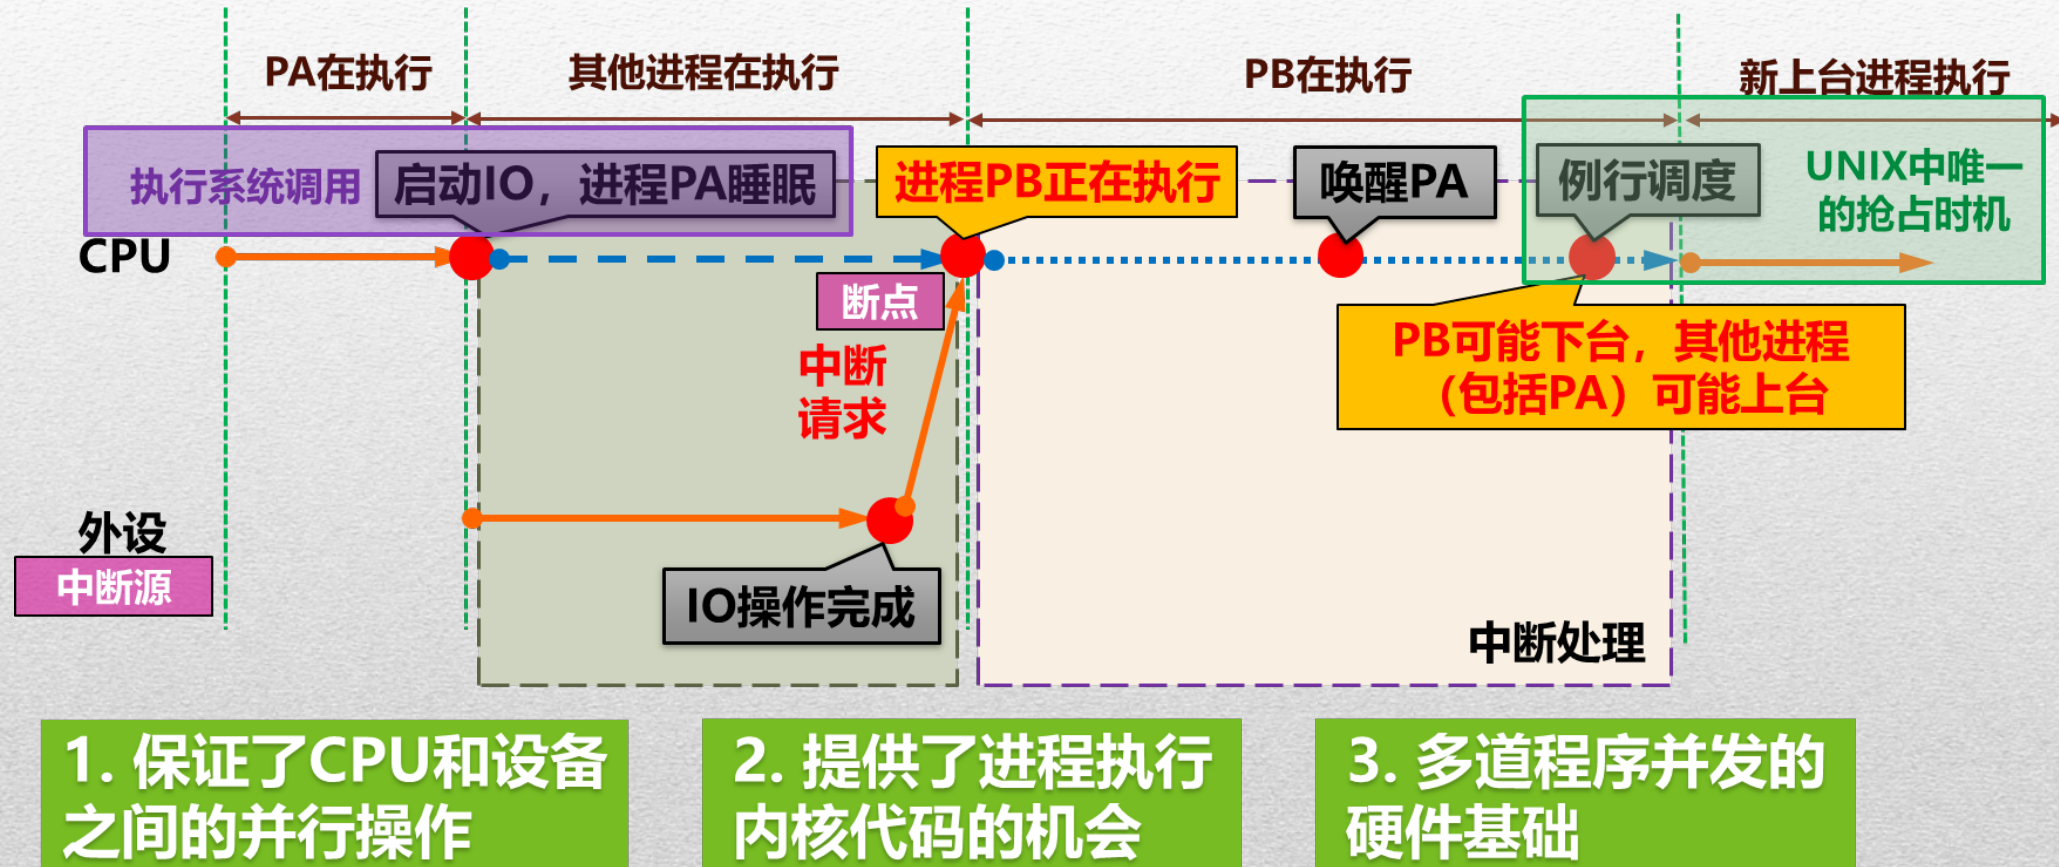 PA在执行
其他进程在执行
PB在执行
新上台进程执行
执行系统调用
启动IO，进程PA睡眠
进程PB正在执行
唤醒PA
例行调度
UNIX中唯一
的抢占时机
CPU
断点
中断
请求
PB可能下台，其他进程
（包括PA）可能上台
外设
中断源
IO操作完成
中断处理
1. 保证了CPU和设备
之间的并行操作
2. 提供了进程执行
内核代码的机会
3. 多道程序并发的
硬件基础